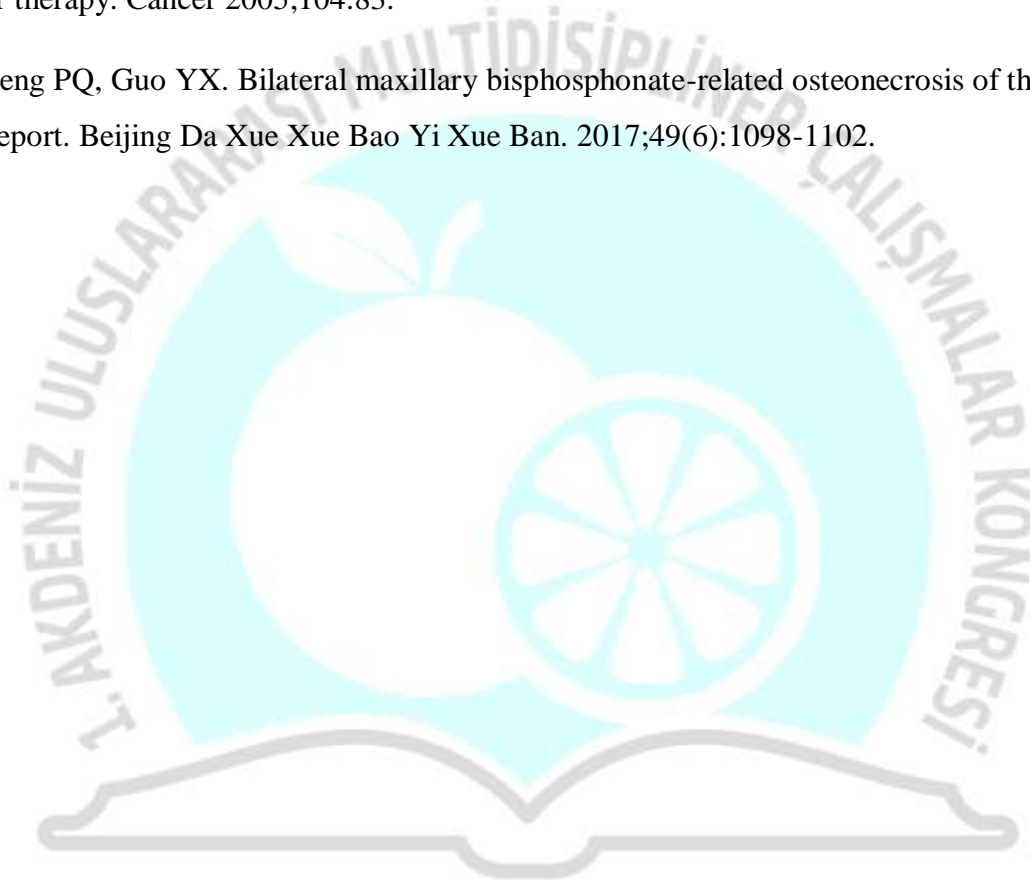 therapy. Cancer 2005;104:83.
eng PQ, Guo YX. Bilateral maxillary bisphosphonate-related osteonecrosis of th
eport. Beijing Da Xue Xue Bao Yi Xue Ban. 2017;49(6):1098-1102.
1. AKDENİZ ULUSLARARASI MULTİDİSİPLİNER ÇALIŞMALAR KONGRESİ